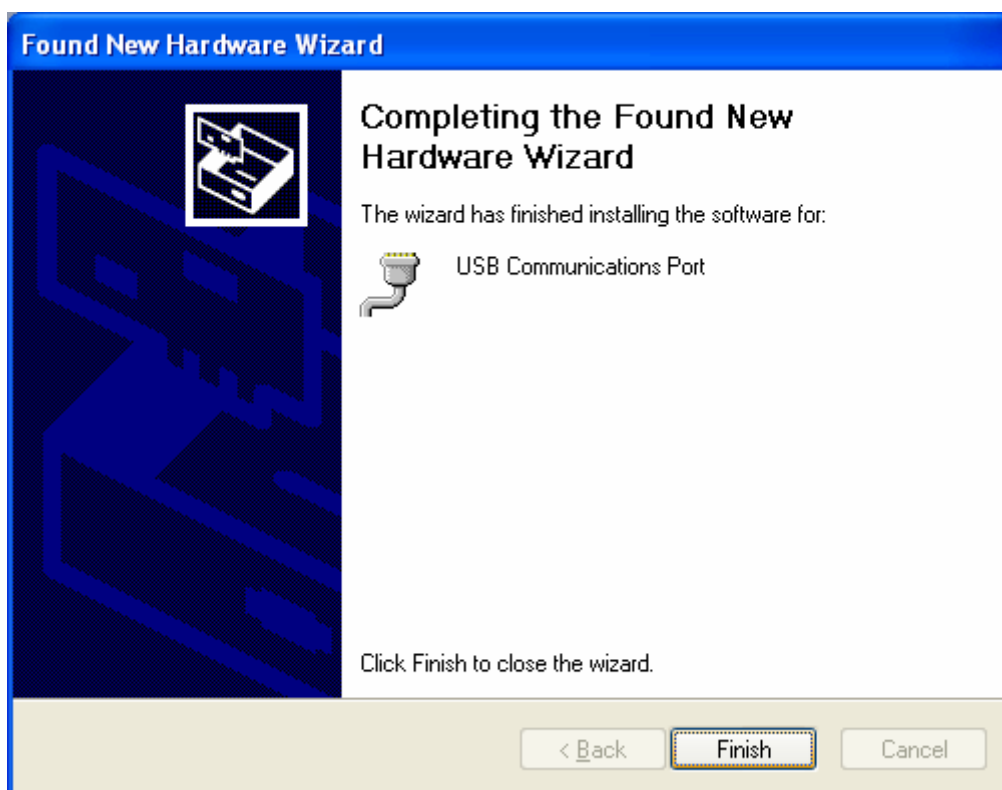 Found New Hardware Wizard
Completing the Found New
Hardware Wizard
The wizard has finished installing the software for:
USB Communications Port
Click Finish to close the wizard.
< Back
Finish
Cancel